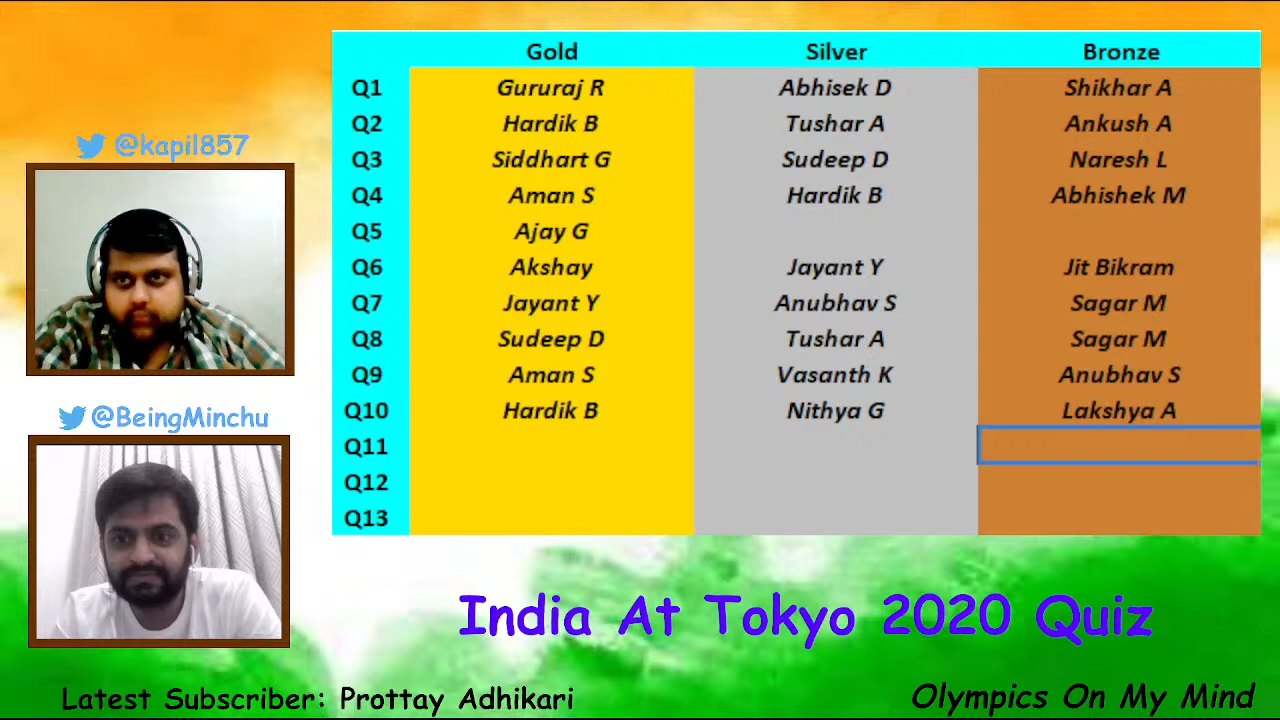 Gold Silver Bronze
Q1 Gururaj R Abhisek D Shikhar A
Q2 Hardik B Tushar A Ankush A
Q3 Siddhart G Sudeep D Naresh L
Q4 Aman S Hardik B Abhishek M
Q5 Ajay G
Q6 Akshay Jayant Y Jit Bikram
Q7 Jayant Y Anubhav S Sagar M
Q8 Sudeep D Tushar A Sagar M
Q9 Aman S Vasanth K Anubhav S
Q10 Hardik B Nithya G Lakshya A
Q11
Q12
Q13
@kapil857
@BeingMinchu
India At Tokyo 2020 Quiz
Latest Subscriber: Prottay Adhikari
Olympics On My Mind